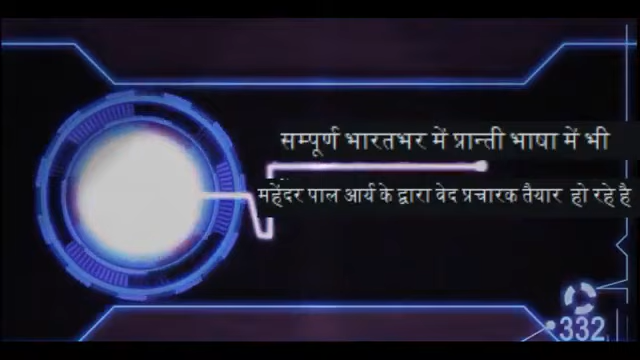 सम्पूर्ण भारतभर में प्रान्ती भाषा में भी
महेंदर पाल आर्य के द्वारा वेद प्रचारक तैयार हो रहे है
332